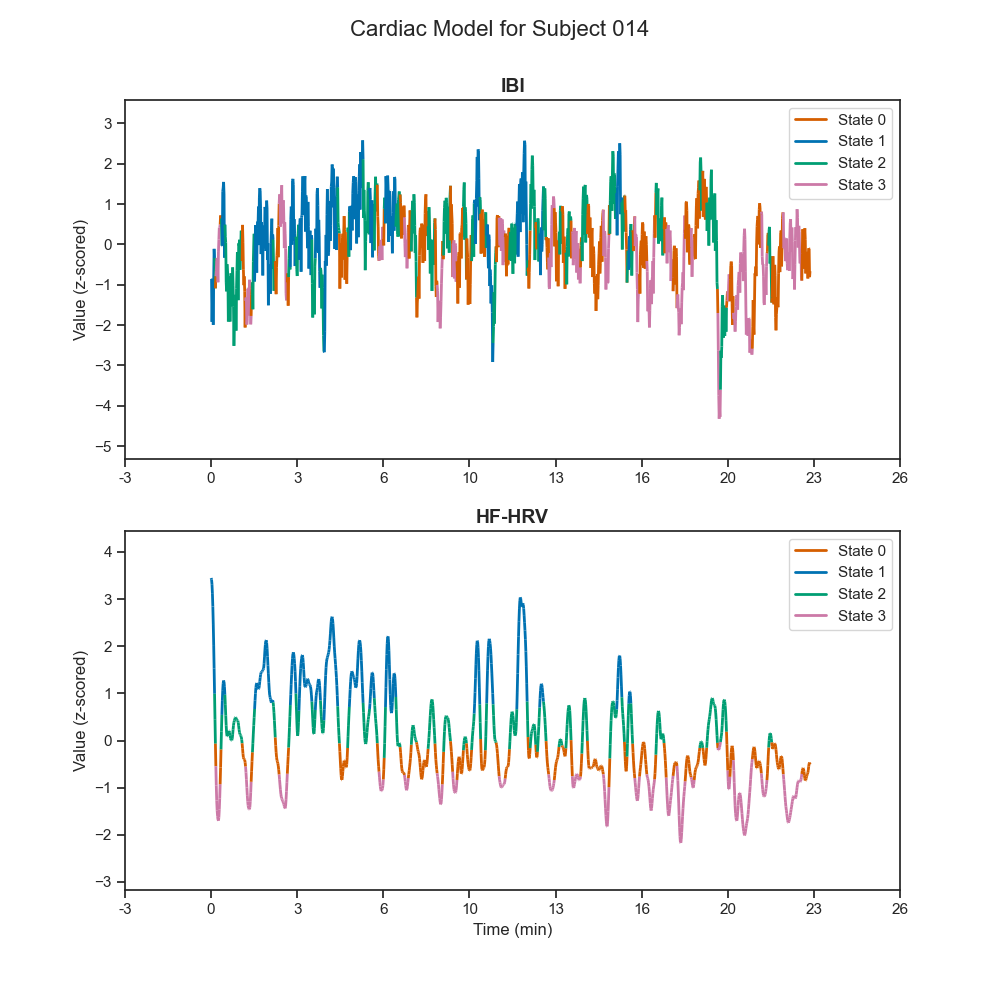 Cardiac Model for Subject 014
IBI
Value (z-scored)
3
2
1
0
−1
−2
−3
−4
−5
State 0
State 1
State 2
State 3
-3 0 3 6 10 13 16 20 23 26
HF-HRV
Value (z-scored)
4
3
2
1
0
−1
−2
−3
State 0
State 1
State 2
State 3
-3 0 3 6 10 13 16 20 23 26
Time (min)